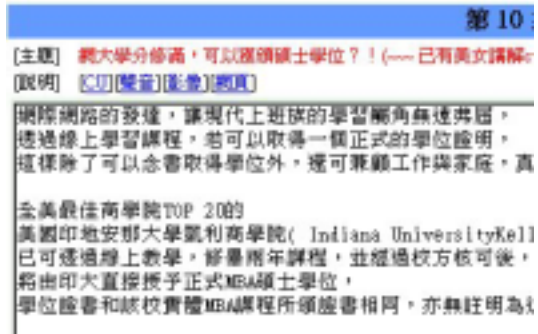 第 10
[主題] 網大學分修滿，可以獲頒碩士學位？！(~~~ 已有美女講解
[說明] [CU][聲音][影像][網頁]
網際網路的發達，讓現代上班族的學習觸角無遠弗屆，
透過線上學習課程，若可以取得一個正式的學位證明，
這樣除了可以念書取得學位外，還可兼顧工作與家庭，真
全美最佳商學院TOP 20的
美國印地安那大學凱利商學院( Indiana UniversityKell
已可透過線上教學，修畢兩年課程，並經過校方核可後，
將由印大直接授予正式MBA碩士學位，
學位證書和該校實體MBA課程所頒證書相同，亦無註明為